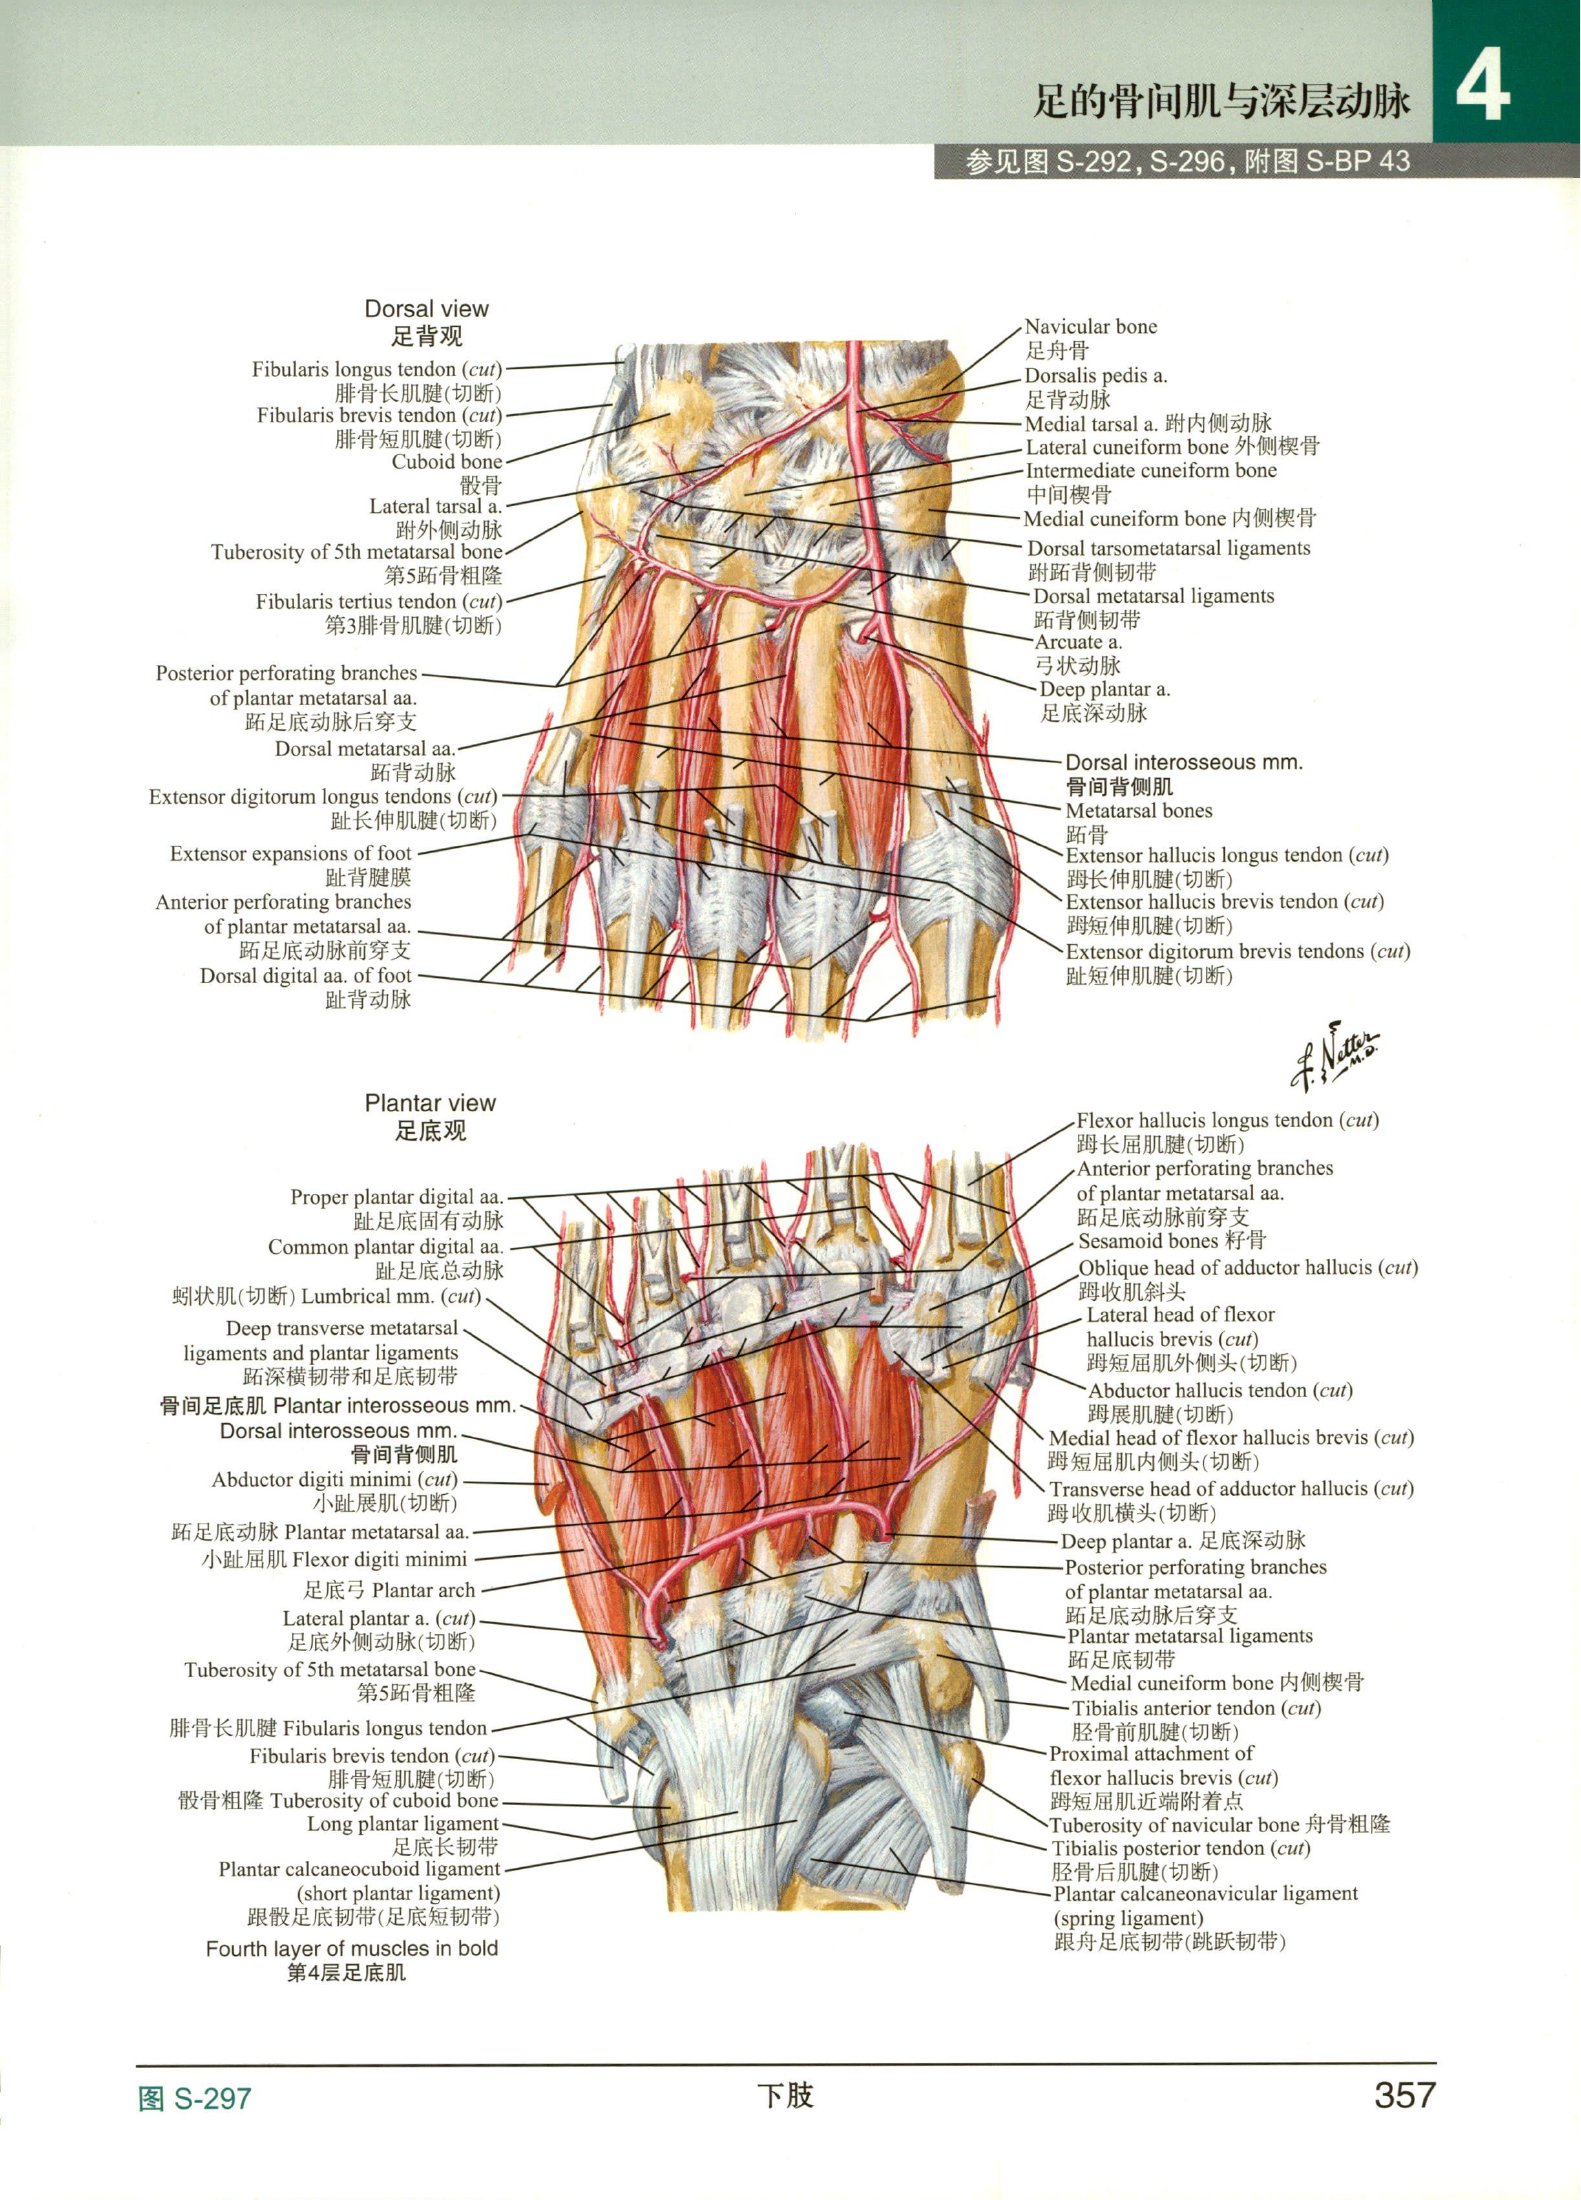 足的骨间肌与深层动脉
4
参见图 S-292, S-296, 附图 S-BP 43
Dorsal view
足背观
Fibularis longus tendon (cut)
腓骨长肌腱(切断)
Fibularis brevis tendon (cut)
腓骨短肌腱(切断)
Cuboid bone
骰骨
Lateral tarsal a.
跗外侧动脉
Tuberosity of 5th metatarsal bone
第5跖骨粗隆
Fibularis tertius tendon (cut)
第3腓骨肌腱(切断)
Posterior perforating branches
of plantar metatarsal aa.
跖足底动脉后穿支
Dorsal metatarsal aa.
跖背动脉
Extensor digitorum longus tendons (cut)
趾长伸肌腱(切断)
Extensor expansions of foot
趾背腱膜
Anterior perforating branches
of plantar metatarsal aa.
跖足底动脉前穿支
Dorsal digital aa. of foot
趾背动脉
Navicular bone
足舟骨
Dorsalis pedis a.
足背动脉
Medial tarsal a. 跗内侧动脉
Lateral cuneiform bone 外侧楔骨
Intermediate cuneiform bone
中间楔骨
Medial cuneiform bone 内侧楔骨
Dorsal tarsometatarsal ligaments
跗跖背侧韧带
Dorsal metatarsal ligaments
跖背侧韧带
Arcuate a.
弓状动脉
Deep plantar a.
足底深动脉
Dorsal interosseous mm.
骨间背侧肌
Metatarsal bones
跖骨
Extensor hallucis longus tendon (cut)
踇长伸肌腱(切断)
Extensor hallucis brevis tendon (cut)
踇短伸肌腱(切断)
Extensor digitorum brevis tendons (cut)
趾短伸肌腱(切断)
F. Netter
M.D.
Plantar view
足底观
Proper plantar digital aa.
趾足底固有动脉
Common plantar digital aa.
趾足底总动脉
蚓状肌(切断) Lumbrical mm. (cut)
Deep transverse metatarsal
ligaments and plantar ligaments
跖深横韧带和足底韧带
骨间足底肌 Plantar interosseous mm.
Dorsal interosseous mm.
骨间背侧肌
Abductor digiti minimi (cut)
小趾展肌(切断)
跖足底动脉 Plantar metatarsal aa.
小趾屈肌 Flexor digiti minimi
足底弓 Plantar arch
Lateral plantar a. (cut)
足底外侧动脉(切断)
Tuberosity of 5th metatarsal bone
第5跖骨粗隆
腓骨长肌腱 Fibularis longus tendon
Fibularis brevis tendon (cut)
腓骨短肌腱(切断)
骰骨粗隆 Tuberosity of cuboid bone
Long plantar ligament
足底长韧带
Plantar calcaneocuboid ligament
(short plantar ligament)
跟骰足底韧带(足底短韧带)
Fourth layer of muscles in bold
第4层足底肌
Flexor hallucis longus tendon (cut)
踇长屈肌腱(切断)
Anterior perforating branches
of plantar metatarsal aa.
跖足底动脉前穿支
Sesamoid bones 籽骨
Oblique head of adductor hallucis (cut)
踇收肌斜头
Lateral head of flexor
hallucis brevis (cut)
踇短屈肌外侧头(切断)
Abductor hallucis tendon (cut)
踇展肌腱(切断)
Medial head of flexor hallucis brevis (cut)
踇短屈肌内侧头(切断)
Transverse head of adductor hallucis (cut)
踇收肌横头(切断)
Deep plantar a. 足底深动脉
Posterior perforating branches
of plantar metatarsal aa.
跖足底动脉后穿支
Plantar metatarsal ligaments
跖足底韧带
Medial cuneiform bone 内侧楔骨
Tibialis anterior tendon (cut)
胫骨前肌腱(切断)
Proximal attachment of
flexor hallucis brevis (cut)
踇短屈肌近端附着点
Tuberosity of navicular bone 舟骨粗隆
Tibialis posterior tendon (cut)
胫骨后肌腱(切断)
Plantar calcaneonavicular ligament
(spring ligament)
跟舟足底韧带(跳跃韧带)
图 S-297
下肢
357